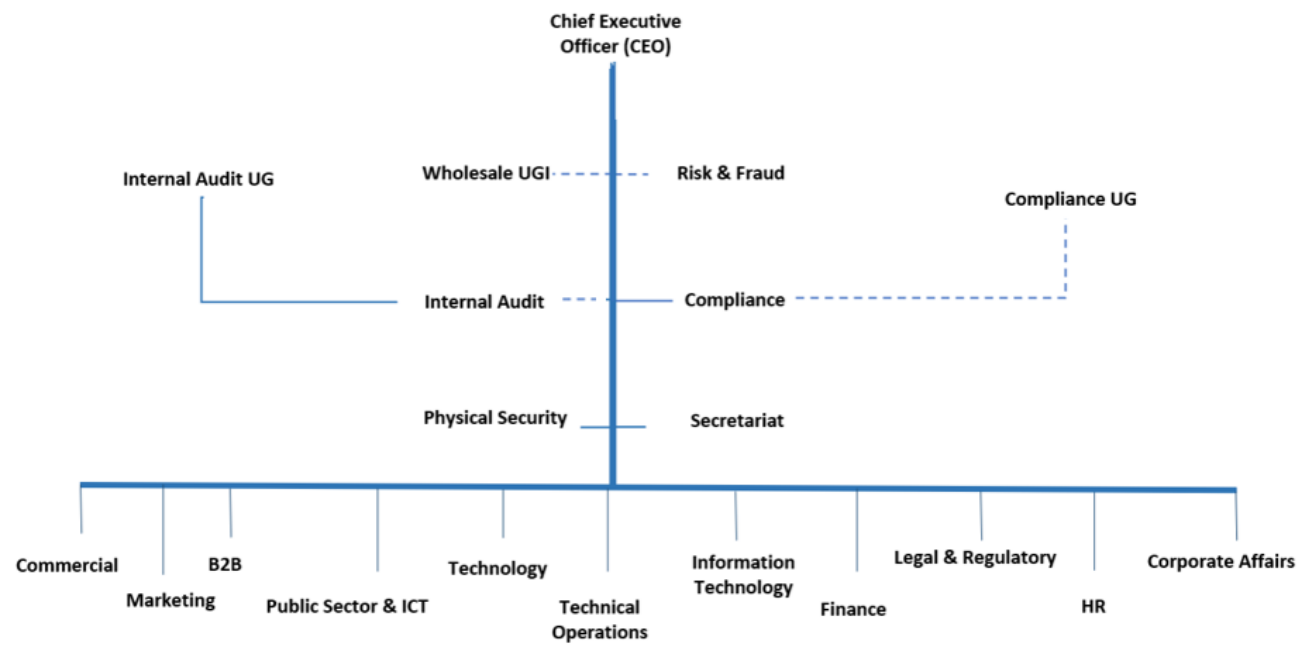 Chief Executive
Officer (CEO)
Wholesale UGI
Risk & Fraud
Internal Audit UG
Compliance UG
Internal Audit
Compliance
Physical Security
Secretariat
Commercial
Marketing
B2B
Public Sector & ICT
Technology
Technical
Operations
Information
Technology
Finance
Legal & Regulatory
HR
Corporate Affairs